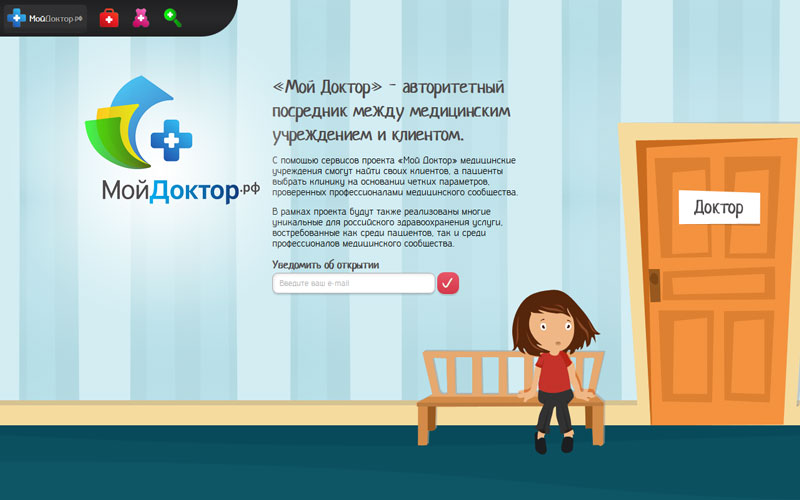 МойДоктор.рф
МойДоктор.рф
«Мой Доктор» - авторитетный
посредник между медицинским
учреждением и клиентом.
С помощью сервисов проекта «Мой Доктор» медицинские
учреждения смогут найти своих клиентов, а пациенты
выбрать клинику на основании четких параметров,
проверенных профессионалами медицинского сообщества.
В рамках проекта будут также реализованы многие
уникальные для российского здравоохранения услуги,
востребованные как среди пациентов, так и среди
профессионалов медицинского сообщества.
Уведомить об открытии
Введите ваш e-mail
Доктор